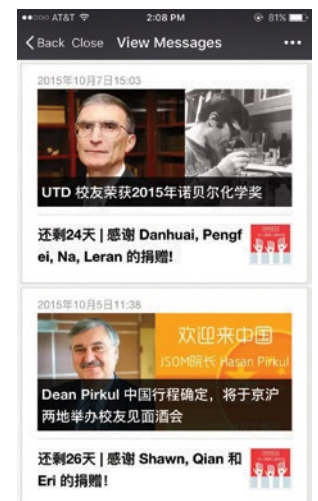 AT&T 2:08 PM 81%
Back Close View Messages
2015年10月7日15:03
UTD 校友荣获2015年诺贝尔化学奖
还剩24天 | 感谢 Danhuai, Pengf
ei, Na, Leran 的捐赠!
2015年10月5日11:38
欢迎来中国
JSOM院长 Hasan Pirkul
Dean Pirkul 中国行程确定，将于京沪
两地举办校友见面酒会
还剩26天 | 感谢 Shawn, Qian 和
Eri 的捐赠！